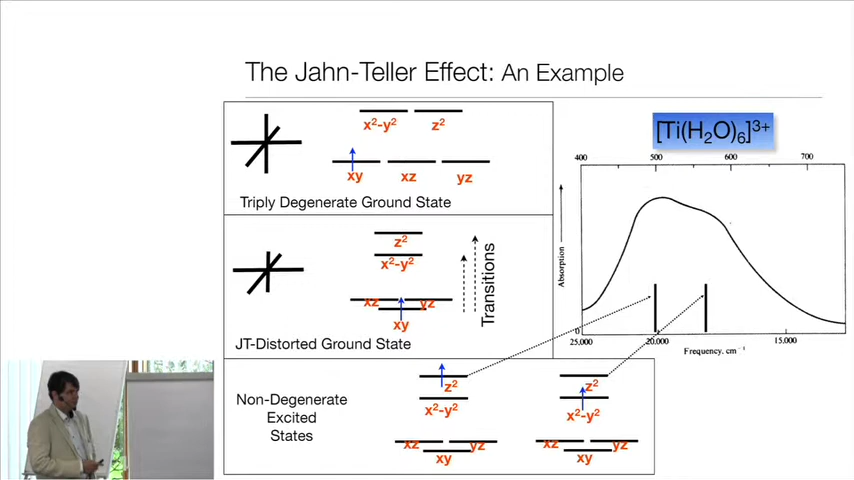 The Jahn-Teller Effect: An Example
x²-y² z²
xy xz yz
Triply Degenerate Ground State
z²
x²-y²
xz yz
xy
Transitions
JT-Distorted Ground State
Non-Degenerate
Excited
States
z²
x²-y²
xz yz
xy
z²
x²-y²
xz yz
xy
[Ti(H₂O)₆]³⁺
400 500 600 700
Absorption
0
25,000 20,000 15,000
Frequency, cm⁻¹